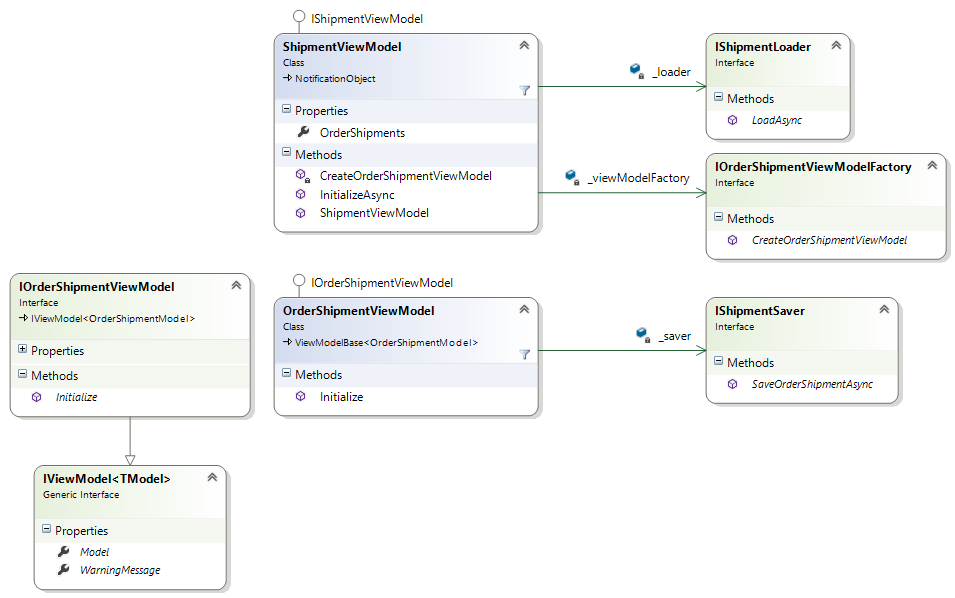 IShipmentViewModel
ShipmentViewModel
Class
NotificationObject
Properties
OrderShipments
Methods
CreateOrderShipmentViewModel
InitializeAsync
ShipmentViewModel
_loader
IShipmentLoader
Interface
Methods
LoadAsync
_viewModelFactory
IOrderShipmentViewModelFactory
Interface
Methods
CreateOrderShipmentViewModel
IOrderShipmentViewModel
Interface
IViewModel<OrderShipmentModel>
Properties
Methods
Initialize
IOrderShipmentViewModel
OrderShipmentViewModel
Class
ViewModelBase<OrderShipmentModel>
Methods
Initialize
_saver
IShipmentSaver
Interface
Methods
SaveOrderShipmentAsync
IViewModel<TModel>
Generic Interface
Properties
Model
WarningMessage